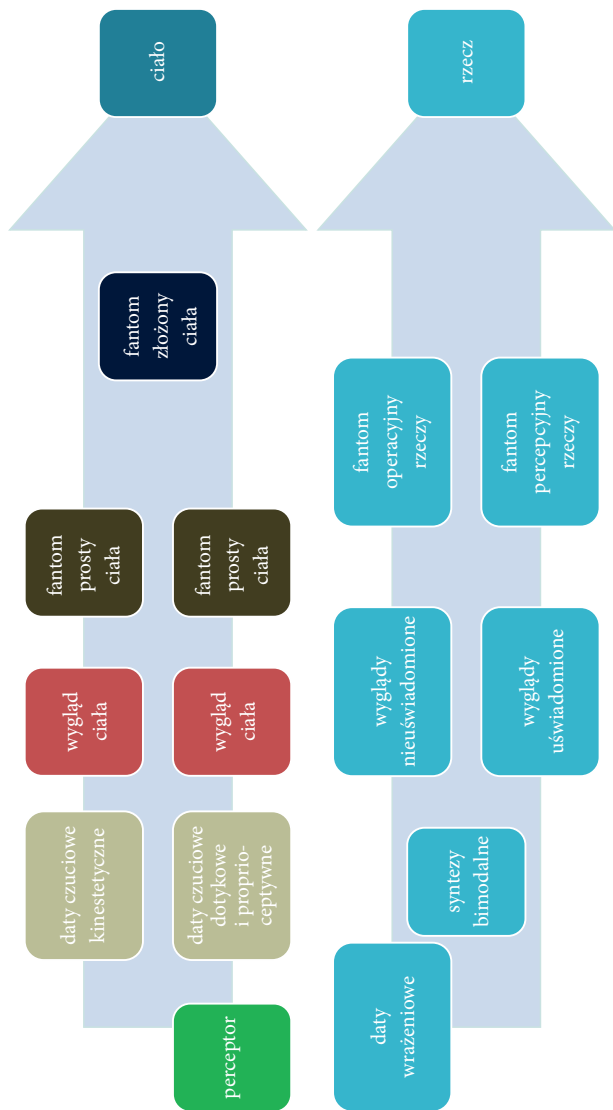 perceptor
daty czuciowe
kinestetyczne
daty czuciowe
dotykowe
i proprio-
ceptywne
wygląd
ciała
wygląd
ciała
fantom
prosty
ciała
fantom
prosty
ciała
fantom
złożony
ciała
ciało
daty
wrażeniowe
syntezy
bimodalne
wyglądy
nieuświadomione
wyglądy
uświadomione
fantom
operacyjny
rzeczy
fantom
percepcyjny
rzeczy
rzecz